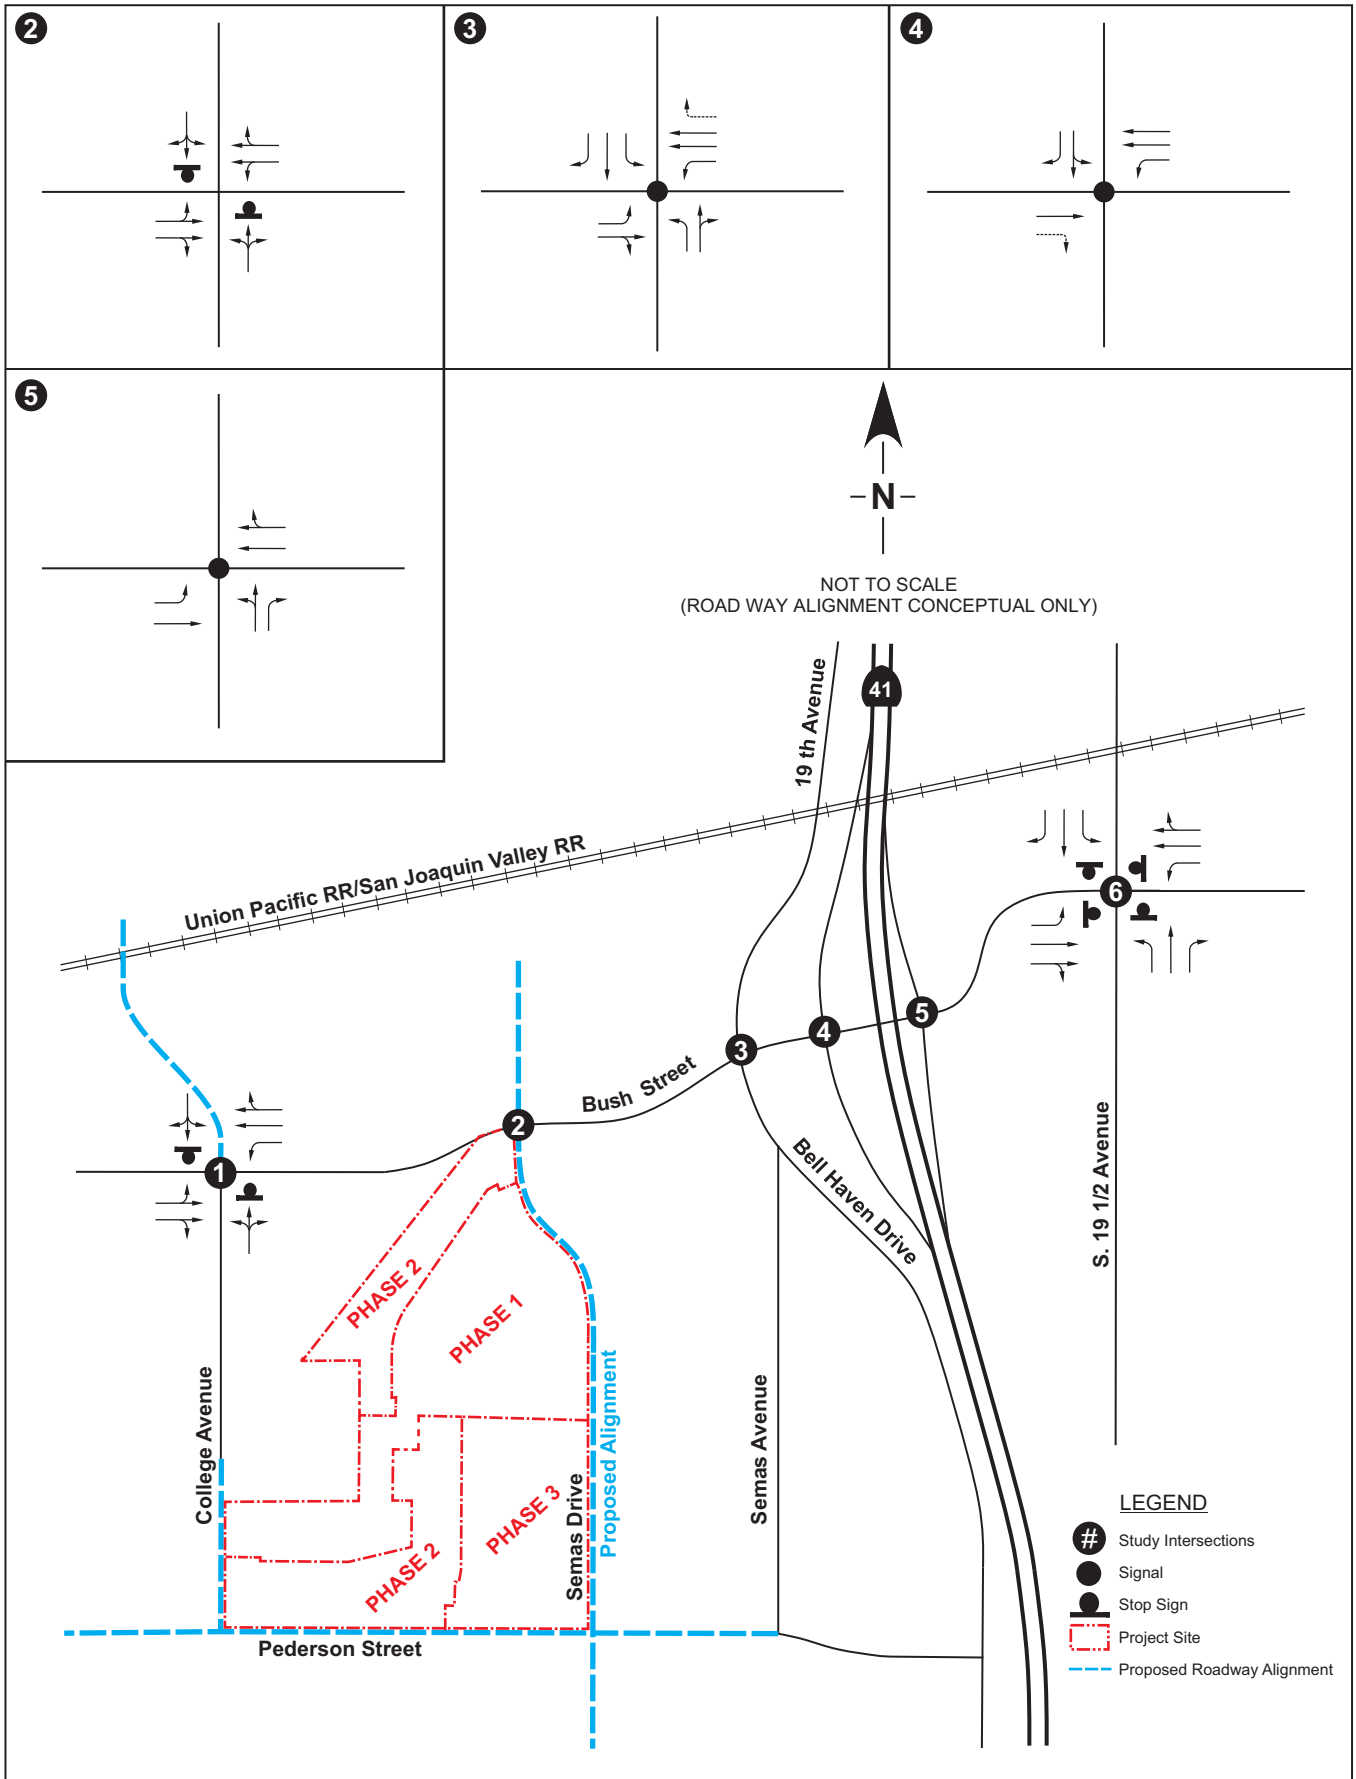 2
3
4
5
N
NOT TO SCALE
(ROAD WAY ALIGNMENT CONCEPTUAL ONLY)
19 th Avenue
41
Union Pacific RR/San Joaquin Valley RR
6
5
4
3
Bush Street
2
1
Bell Haven Drive
S. 19 1/2 Avenue
PHASE 2
PHASE 1
College Avenue
Proposed Alignment
Semas Avenue
Semas Drive
PHASE 3
PHASE 2
Pederson Street
LEGEND
# Study Intersections
Signal
Stop Sign
Project Site
Proposed Roadway Alignment